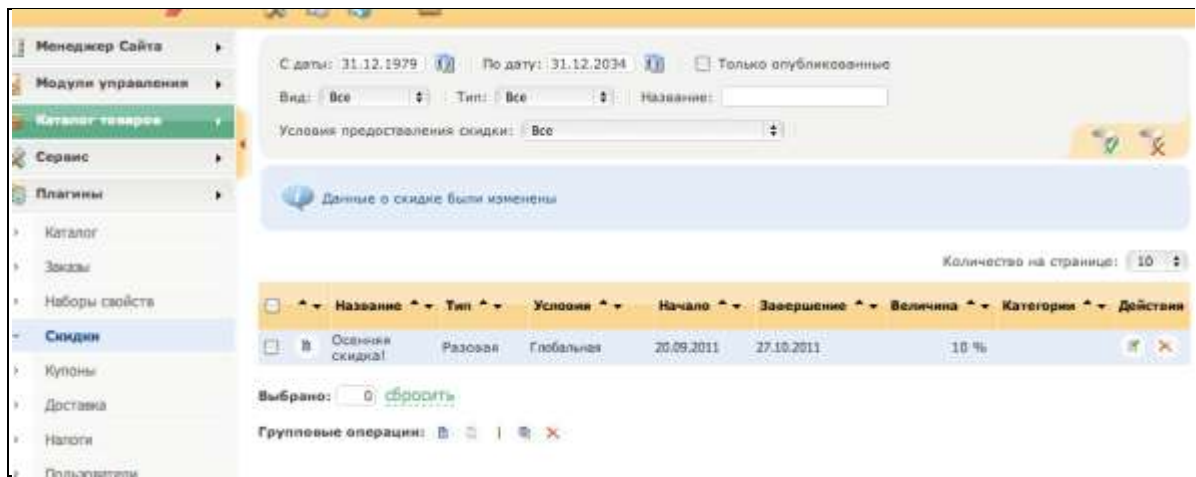 Менеджер Сайта
Модули управления
Каталог товаров
Сервис
Плагины
Каталог
Заказы
Наборы свойств
Скидки
Купоны
Доставка
Налоги
Пользователи
С даты: 31.12.1979 По дату: 31.12.2034 Только опубликованные
Вид: Все Тип: Все Название:
Условия предоставления скидки: Все
Данные о скидке были изменены
Количество на странице: 10
Название Тип Условия Начало Завершение Величина Категории Действия
Осенняя скидка! Разовая Глобальная 20.09.2011 27.10.2011 10 %
Выбрано: 0 сбросить
Групповые операции: